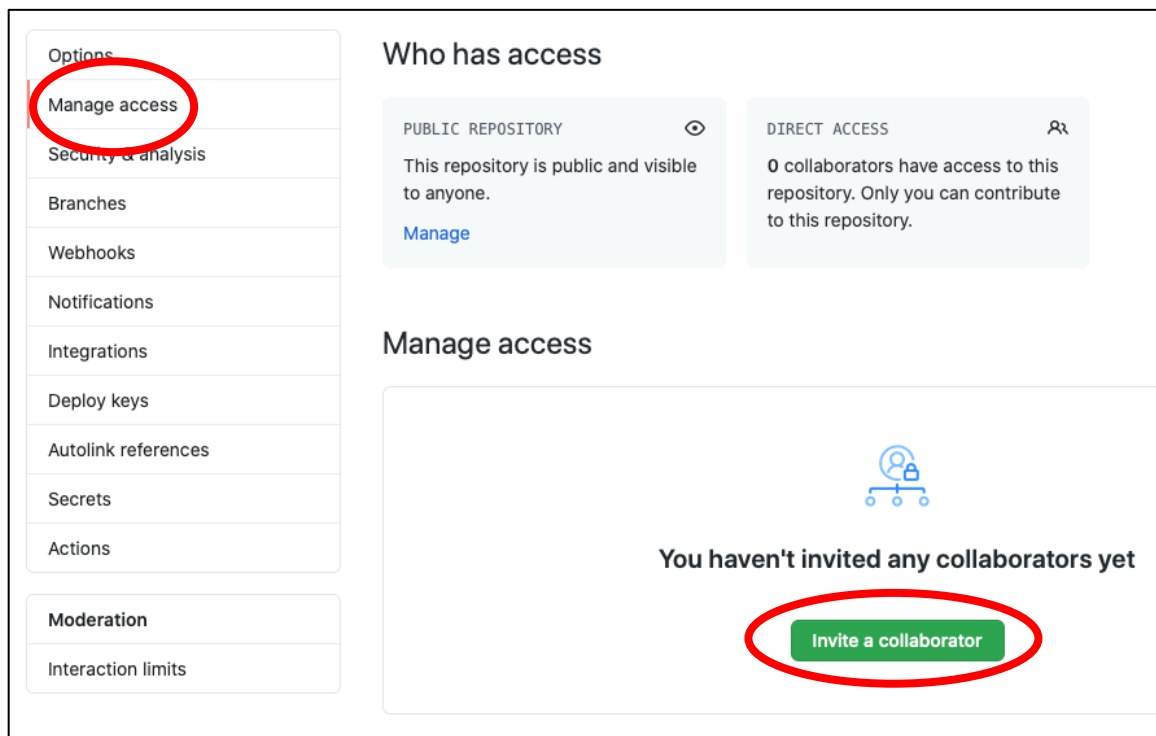 Options
Manage access
Security & analysis
Branches
Webhooks
Notifications
Integrations
Deploy keys
Autolink references
Secrets
Actions
Moderation
Interaction limits
Who has access
PUBLIC REPOSITORY
This repository is public and visible
to anyone.
Manage
DIRECT ACCESS
0 collaborators have access to this
repository. Only you can contribute
to this repository.
Manage access
You haven't invited any collaborators yet
Invite a collaborator